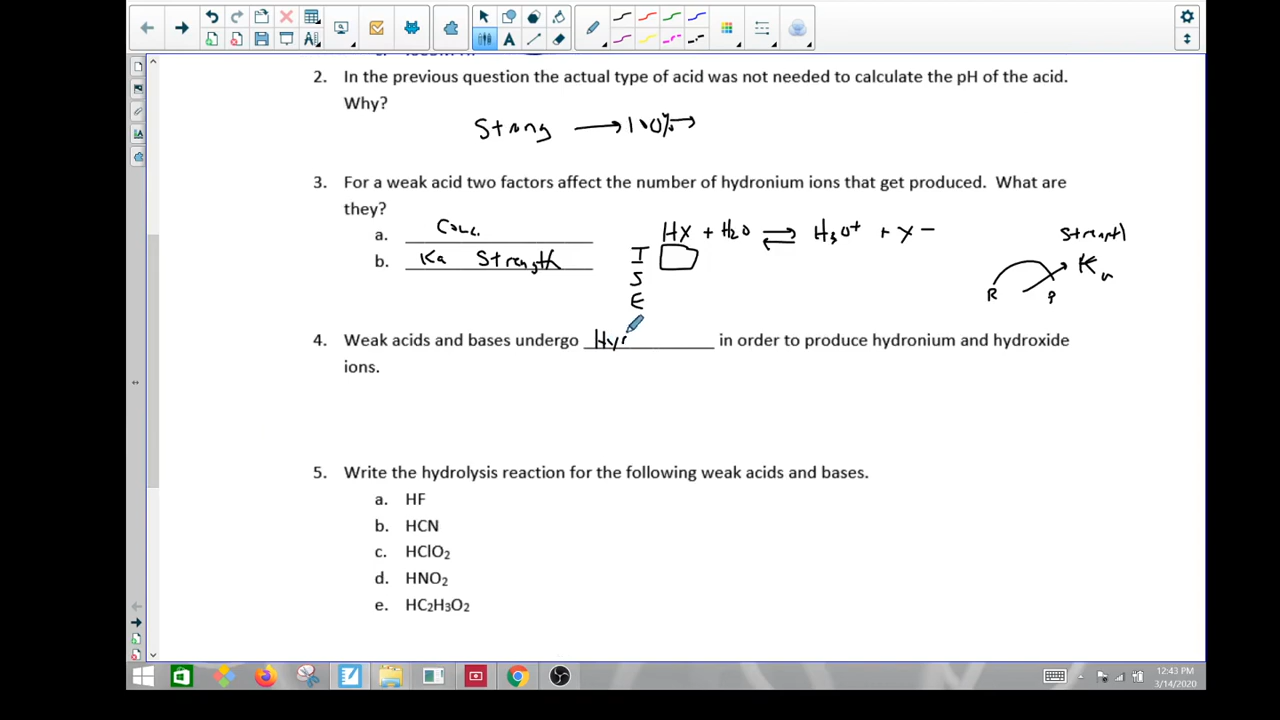 2. In the previous question the actual type of acid was not needed to calculate the pH of the acid.
Why?
Strong → 100% →
3. For a weak acid two factors affect the number of hydronium ions that get produced. What are
they?
a. Conc.
HX + H2O ⇌ H3O+ + X -
Strength
b. Ka Strength
I
S
E
Ka
R P
4. Weak acids and bases undergo Hyr in order to produce hydronium and hydroxide
ions.
5. Write the hydrolysis reaction for the following weak acids and bases.
a. HF
b. HCN
c. HClO2
d. HNO2
e. HC2H3O2
12:43 PM
3/14/2020